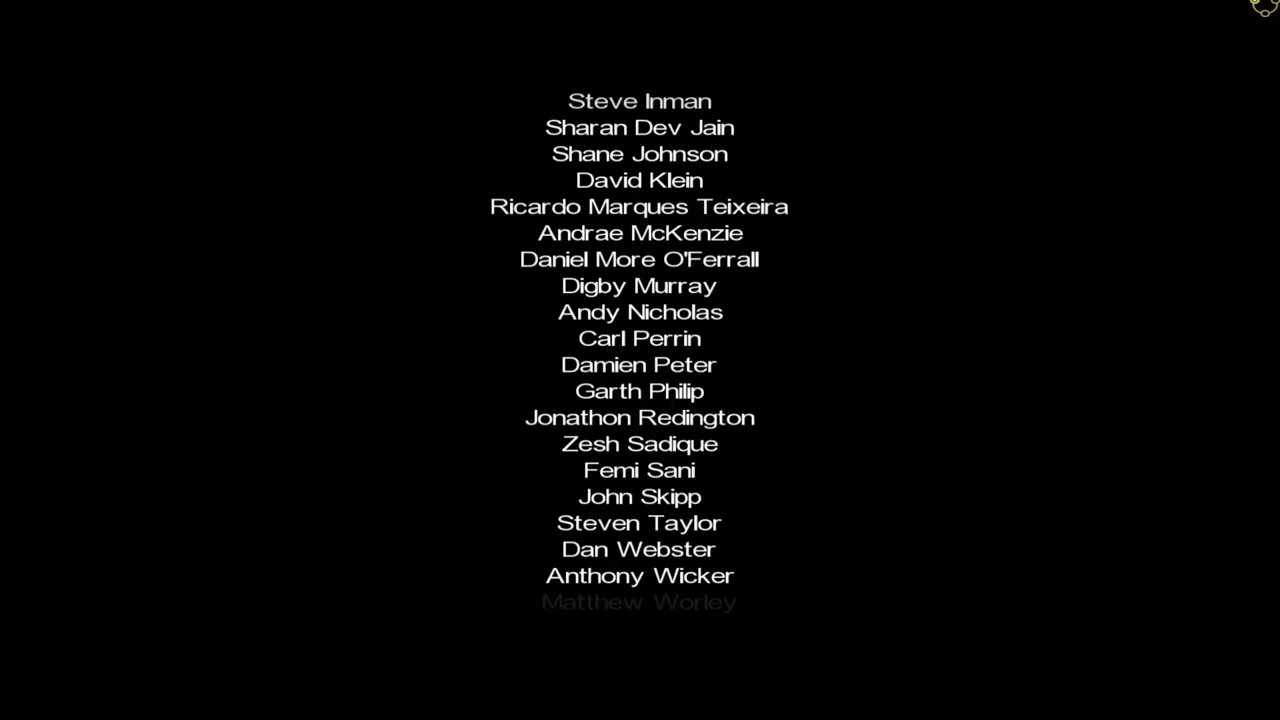 Steve Inman
Sharan Dev Jain
Shane Johnson
David Klein
Ricardo Marques Teixeira
Andrae McKenzie
Daniel More O'Ferrall
Digby Murray
Andy Nicholas
Carl Perrin
Damien Peter
Garth Philip
Jonathon Redington
Zesh Sadique
Femi Sani
John Skipp
Steven Taylor
Dan Webster
Anthony Wicker
Matthew Worley